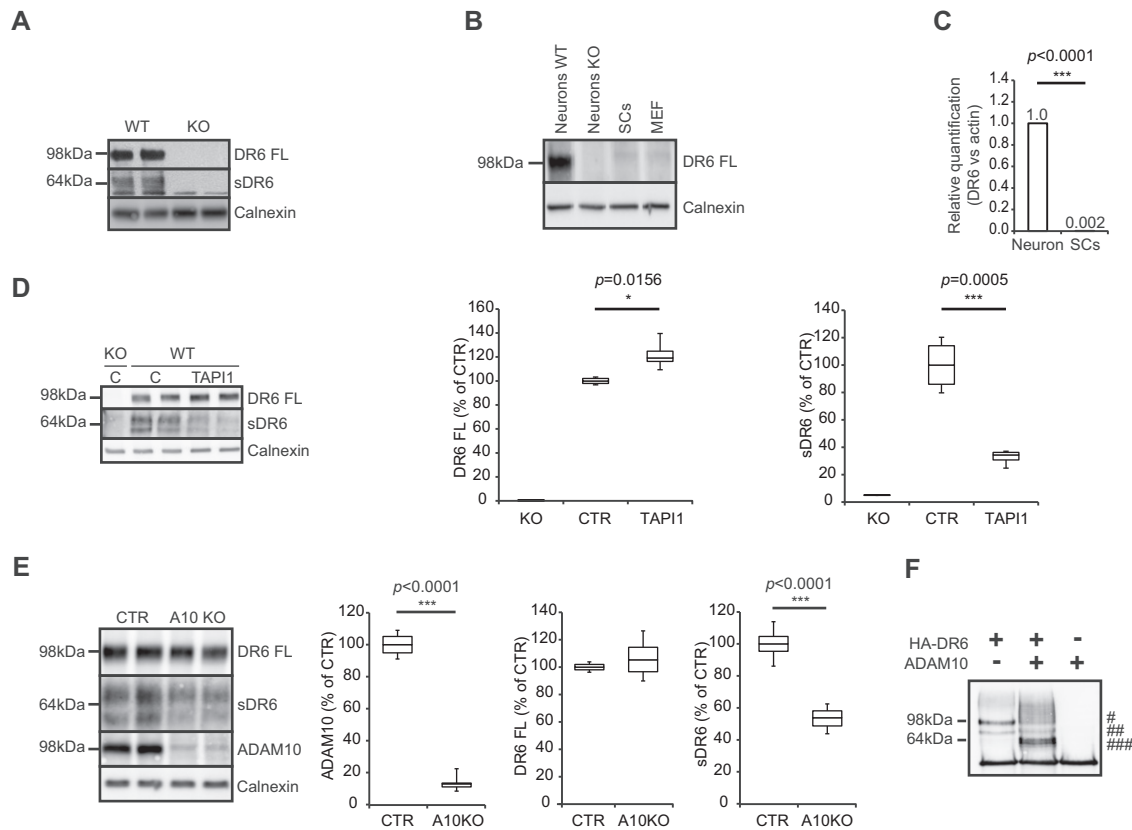 A
WT KO
98kDa DR6 FL
64kDa sDR6
Calnexin
B
Neurons WT
Neurons KO
SCs
MEF
98kDa DR6 FL
Calnexin
C
p<0.0001
***
Relative quantification
(DR6 vs actin)
1.4
1.2
1.0
0.8
0.6
0.4
0.2
0.0
1.0
0.002
Neuron SCs
D
KO WT
C C TAPI1
98kDa DR6 FL
64kDa sDR6
Calnexin
p=0.0156
*
DR6 FL (% of CTR)
160
140
120
100
80
60
40
20
0
KO CTR TAPI1
p=0.0005
***
sDR6 (% of CTR)
140
120
100
80
60
40
20
0
KO CTR TAPI1
E
CTR A10 KO
98kDa DR6 FL
64kDa sDR6
98kDa ADAM10
Calnexin
p<0.0001
***
ADAM10 (% of CTR)
120
100
80
60
40
20
0
CTR A10KO
DR6 FL (% of CTR)
140
120
100
80
60
40
20
0
CTR A10KO
p<0.0001
***
sDR6 (% of CTR)
120
100
80
60
40
20
0
CTR A10KO
F
HA-DR6 + + -
ADAM10 - + +
98kDa #
##
64kDa ###